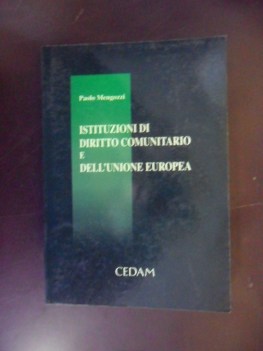 Paolo Mengozzi
ISTITUZIONI DI
DIRITTO COMUNITARIO
E
DELL'UNIONE EUROPEA
CEDAM